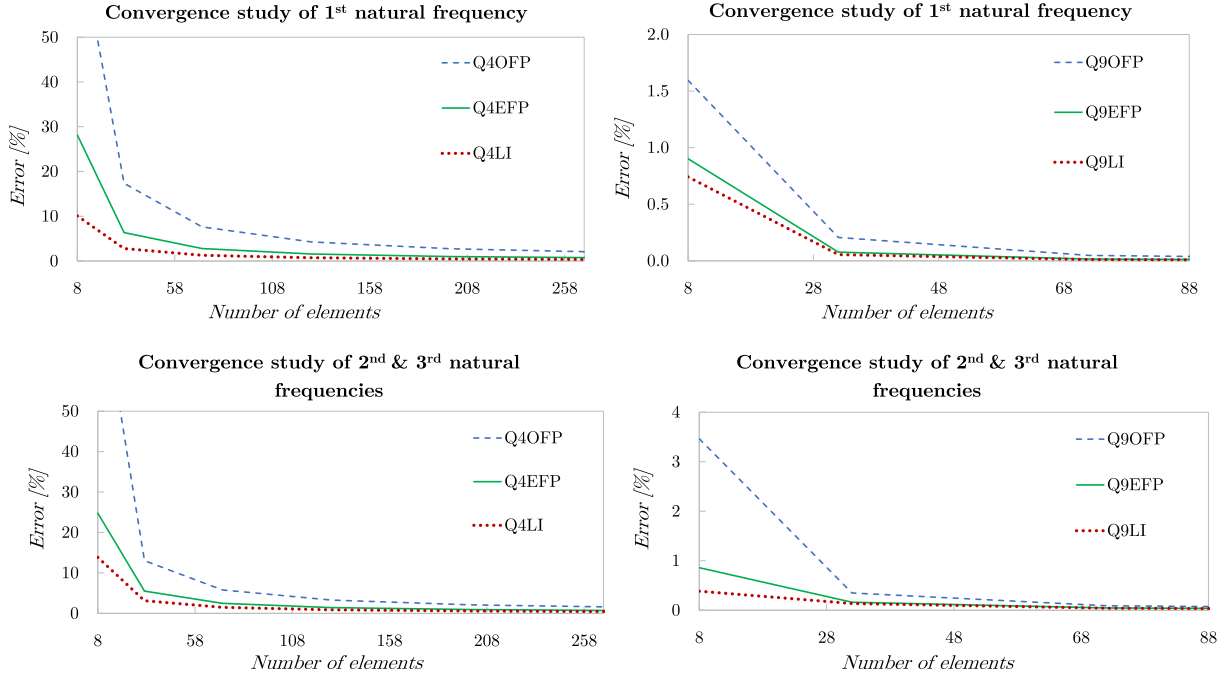 Convergence study of 1st natural frequency
50
40
30
20
10
0
Error [%]
8 58 108 158 208 258
Number of elements
Q4OFP
Q4EFP
Q4LI
Convergence study of 1st natural frequency
2.0
1.5
1.0
0.5
0.0
Error [%]
8 28 48 68 88
Number of elements
Q9OFP
Q9EFP
Q9LI
Convergence study of 2nd & 3rd natural
frequencies
50
40
30
20
10
0
Error [%]
8 58 108 158 208 258
Number of elements
Q4OFP
Q4EFP
Q4LI
Convergence study of 2nd & 3rd natural
frequencies
4
3
2
1
0
Error [%]
8 28 48 68 88
Number of elements
Q9OFP
Q9EFP
Q9LI